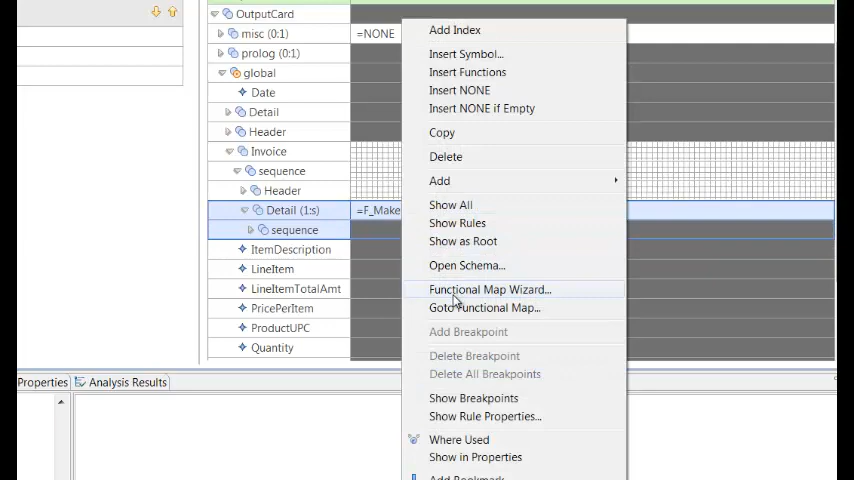 OutputCard
misc (0:1)
=NONE
prolog (0:1)
global
Date
Detail
Header
Invoice
sequence
Header
Detail (1:s)
=F_Make
sequence
ItemDescription
LineItem
LineItemTotalAmt
PricePerItem
ProductUPC
Quantity
Add Index
Insert Symbol...
Insert Functions
Insert NONE
Insert NONE if Empty
Copy
Delete
Add
Show All
Show Rules
Show as Root
Open Schema...
Functional Map Wizard...
Goto Functional Map...
Add Breakpoint
Delete Breakpoint
Delete All Breakpoints
Show Breakpoints
Show Rule Properties...
Where Used
Show in Properties
Add Bookmark
Properties
Analysis Results